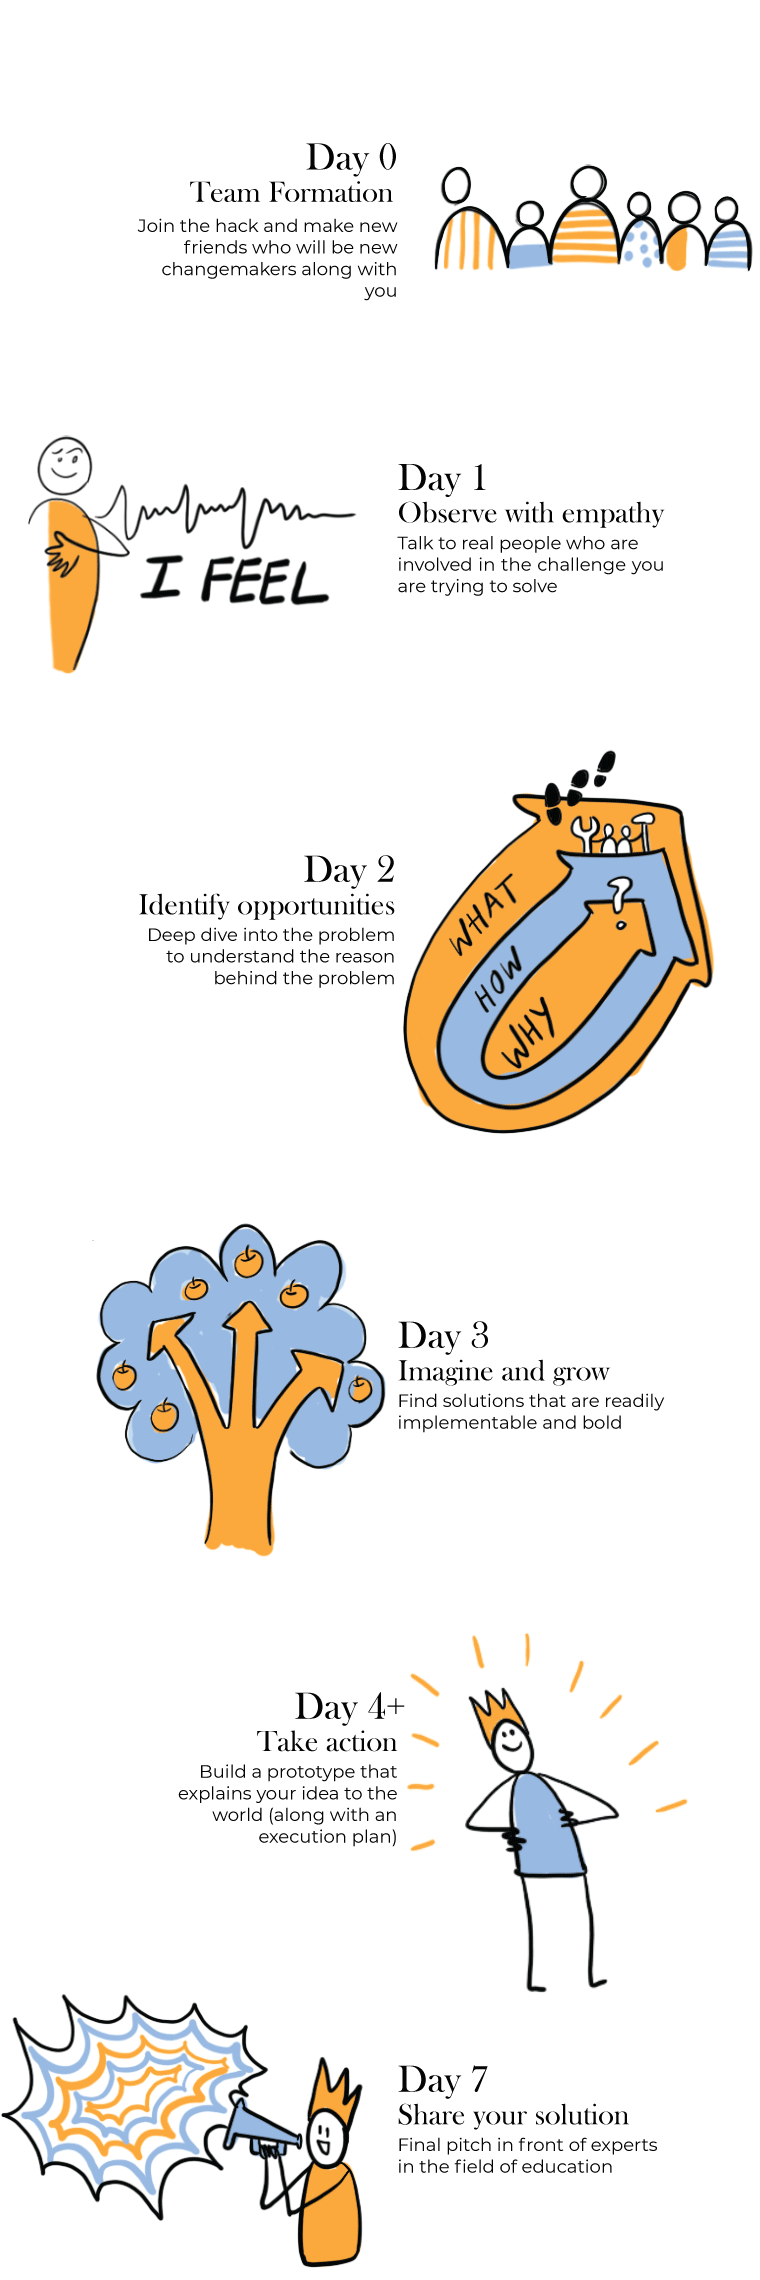 Day 0
Team Formation
Join the hack and make new
friends who will be new
changemakers along with
you
I FEEL
Day 1
Observe with empathy
Talk to real people who are
involved in the challenge you
are trying to solve
Day 2
Identify opportunities
Deep dive into the problem
to understand the reason
behind the problem
?
WHAT
HOW
WHY
Day 3
Imagine and grow
Find solutions that are readily
implementable and bold
Day 4+
Take action
Build a prototype that
explains your idea to the
world (along with an
execution plan)
Day 7
Share your solution
Final pitch in front of experts
in the field of education